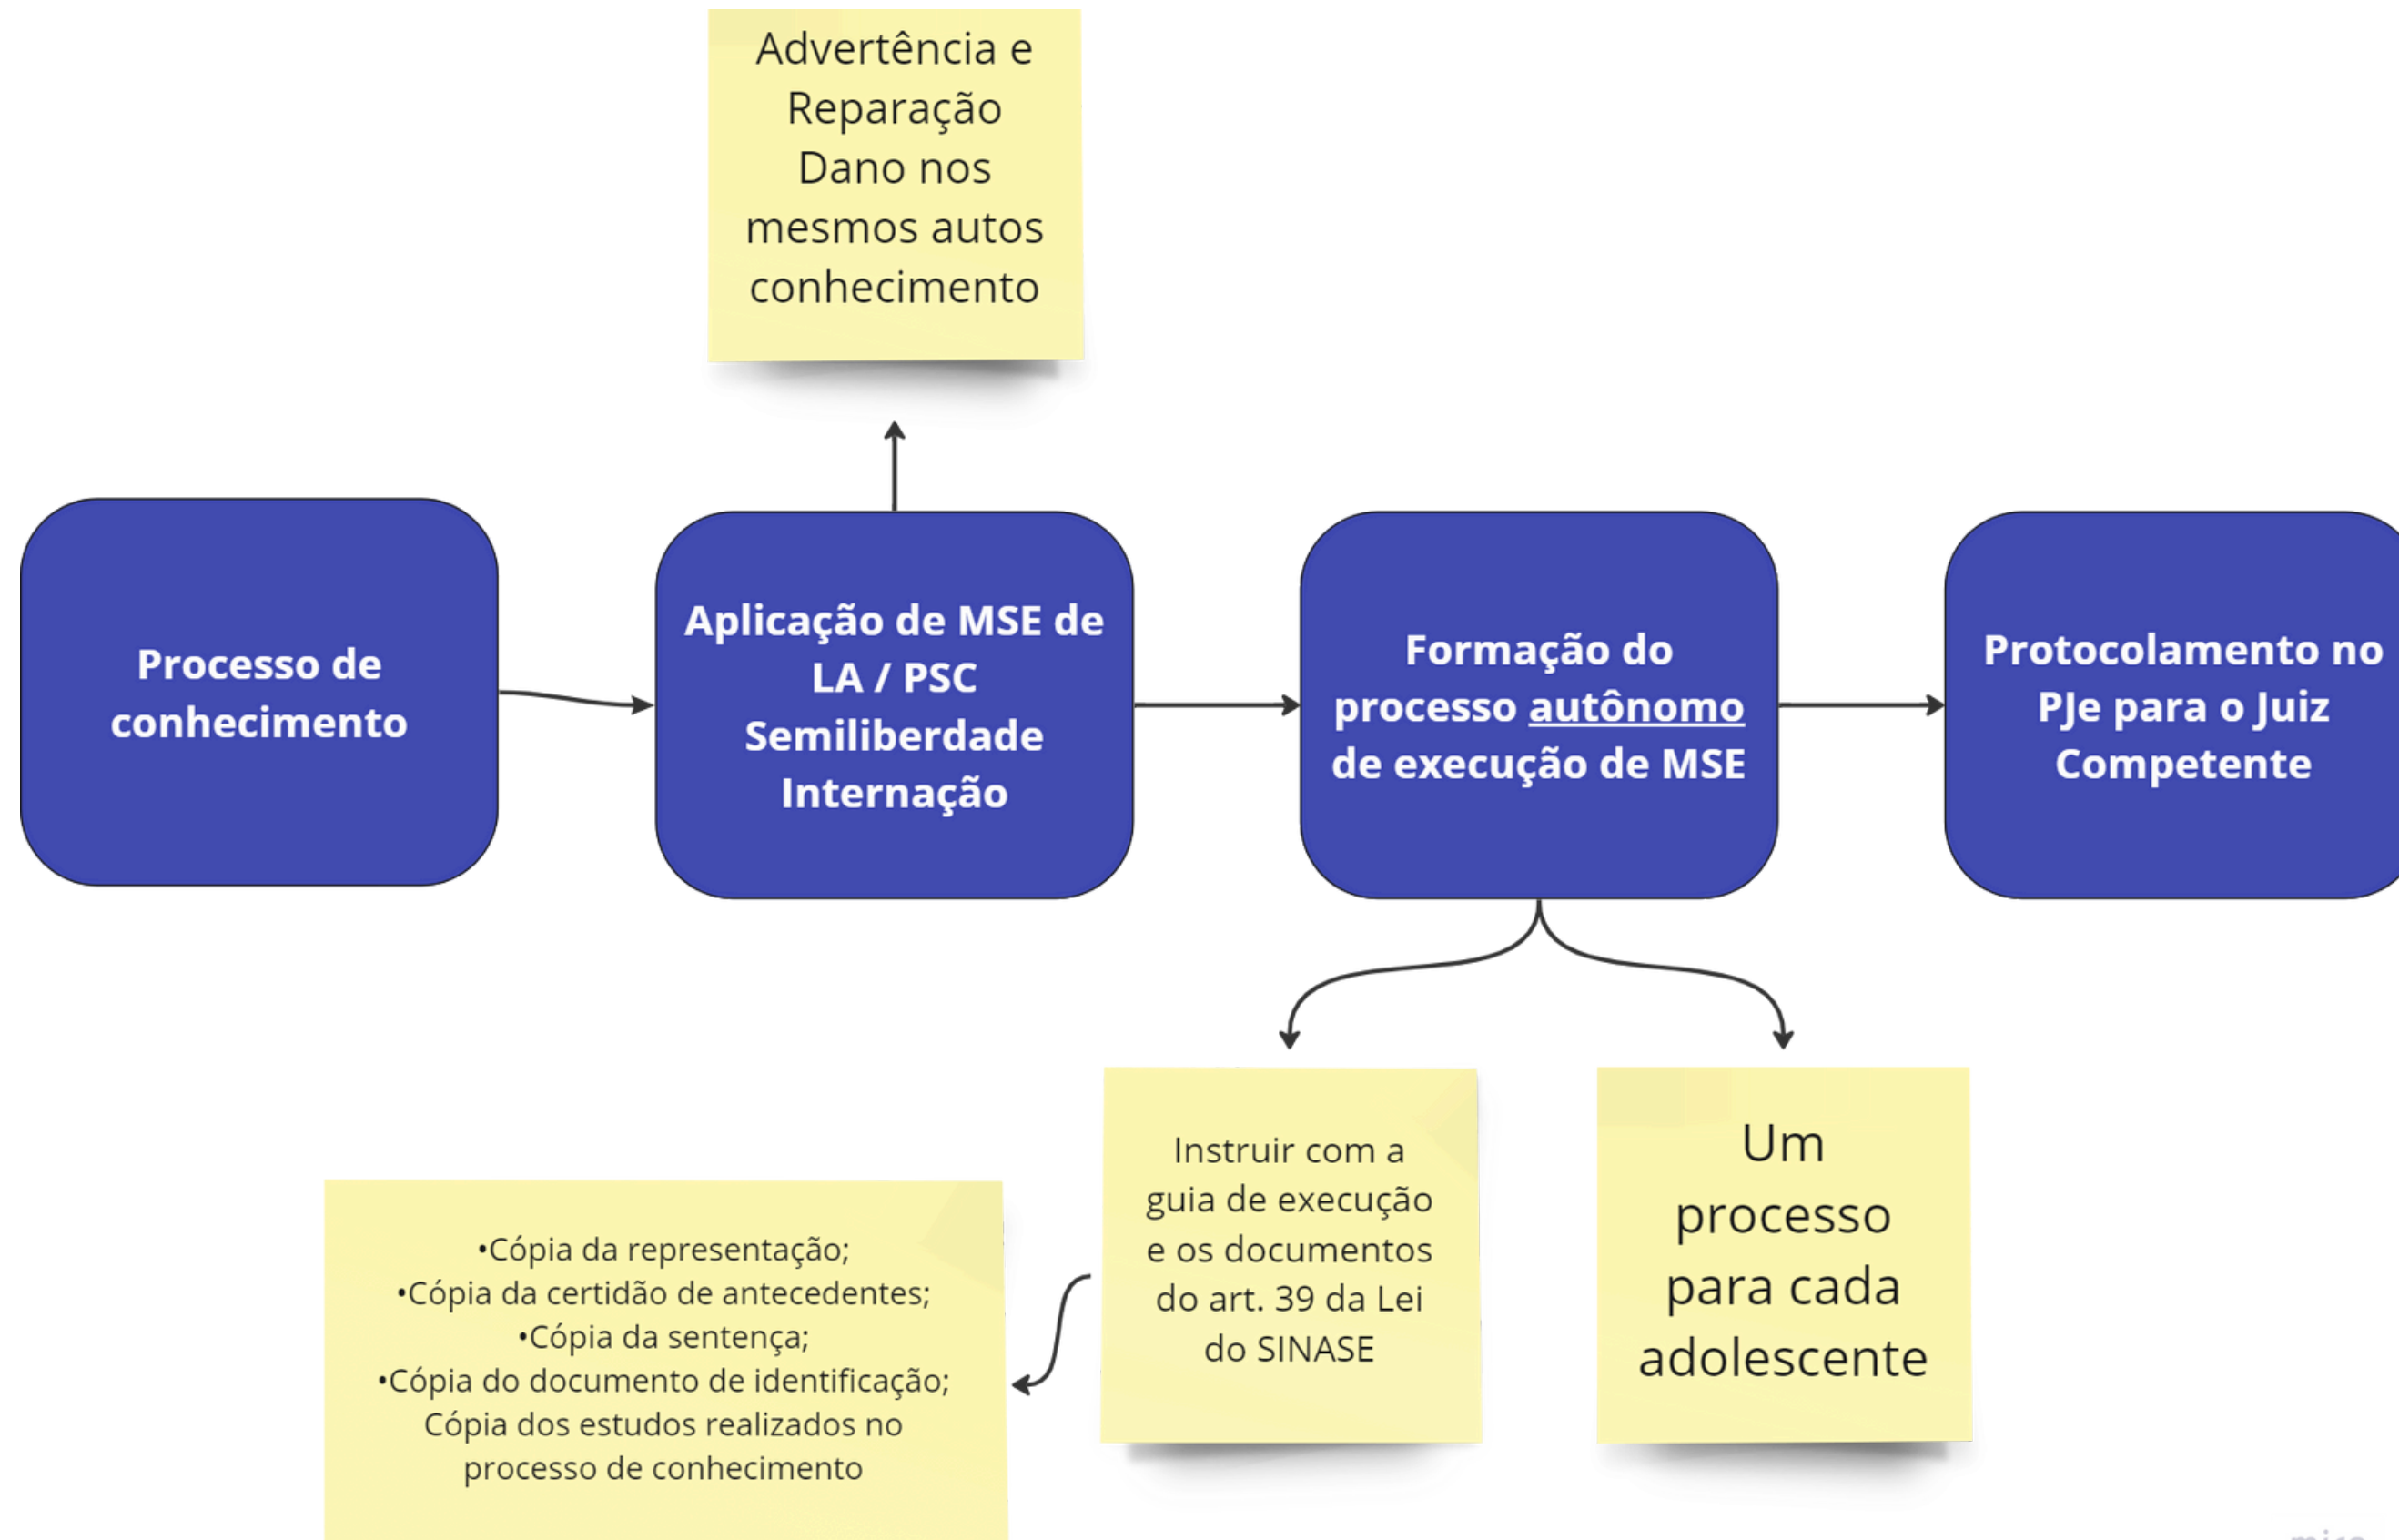 Advertência e
Reparação
Dano nos
mesmos autos
conhecimento
Processo de
conhecimento
Aplicação de MSE de
LA / PSC
Semiliberdade
Internação
Formação do
processo autônomo
de execução de MSE
Protocolamento no
PJe para o Juiz
Competente
•Cópia da representação;
•Cópia da certidão de antecedentes;
•Cópia da sentença;
•Cópia do documento de identificação;
Cópia dos estudos realizados no
processo de conhecimento
Instruir com a
guia de execução
e os documentos
do art. 39 da Lei
do SINASE
Um
processo
para cada
adolescente
miro